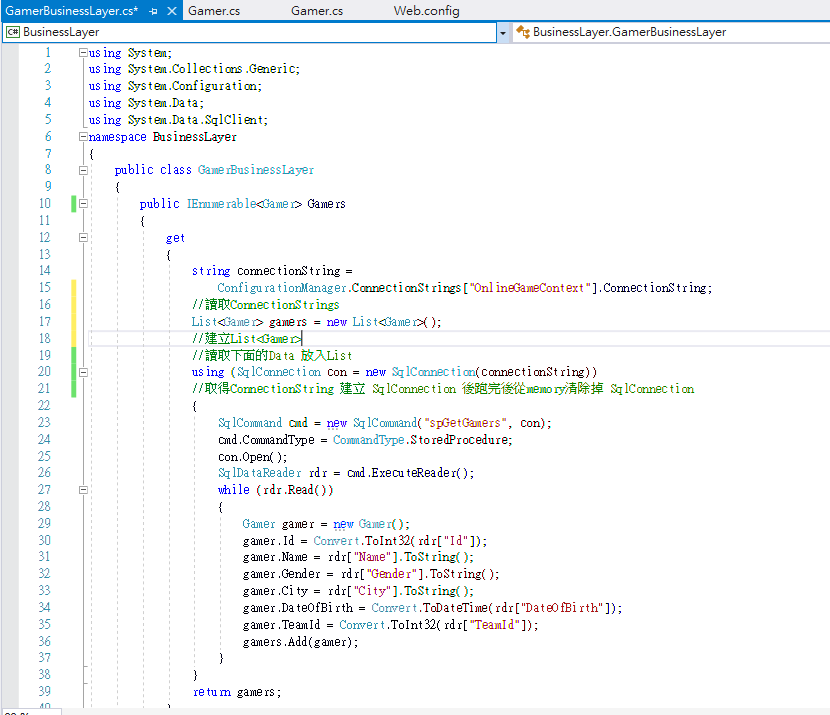 GamerBusinessLayer.cs* Gamer.cs Gamer.cs Web.config
C# BusinessLayer BusinessLayer.GamerBusinessLayer
1 using System;
2 using System.Collections.Generic;
3 using System.Configuration;
4 using System.Data;
5 using System.Data.SqlClient;
6 namespace BusinessLayer
7 {
8 public class GamerBusinessLayer
9 {
10 public IEnumerable<Gamer> Gamers
11 {
12 get
13 {
14 string connectionString =
15 ConfigurationManager.ConnectionStrings["OnlineGameContext"].ConnectionString;
16 //讀取ConnectionStrings
17 List<Gamer> gamers = new List<Gamer>();
18 //建立List<Gamer>
19 //讀取下面的Data 放入List
20 using (SqlConnection con = new SqlConnection(connectionString))
21 //取得ConnectionString 建立 SqlConnection 後跑完後從memory清除掉 SqlConnection
22 {
23 SqlCommand cmd = new SqlCommand("spGetGamers", con);
24 cmd.CommandType = CommandType.StoredProcedure;
25 con.Open();
26 SqlDataReader rdr = cmd.ExecuteReader();
27 while (rdr.Read())
28 {
29 Gamer gamer = new Gamer();
30 gamer.Id = Convert.ToInt32(rdr["Id"]);
31 gamer.Name = rdr["Name"].ToString();
32 gamer.Gender = rdr["Gender"].ToString();
33 gamer.City = rdr["City"].ToString();
34 gamer.DateOfBirth = Convert.ToDateTime(rdr["DateOfBirth"]);
35 gamer.TeamId = Convert.ToInt32(rdr["TeamId"]);
36 gamers.Add(gamer);
37 }
38 }
39 return gamers;
40